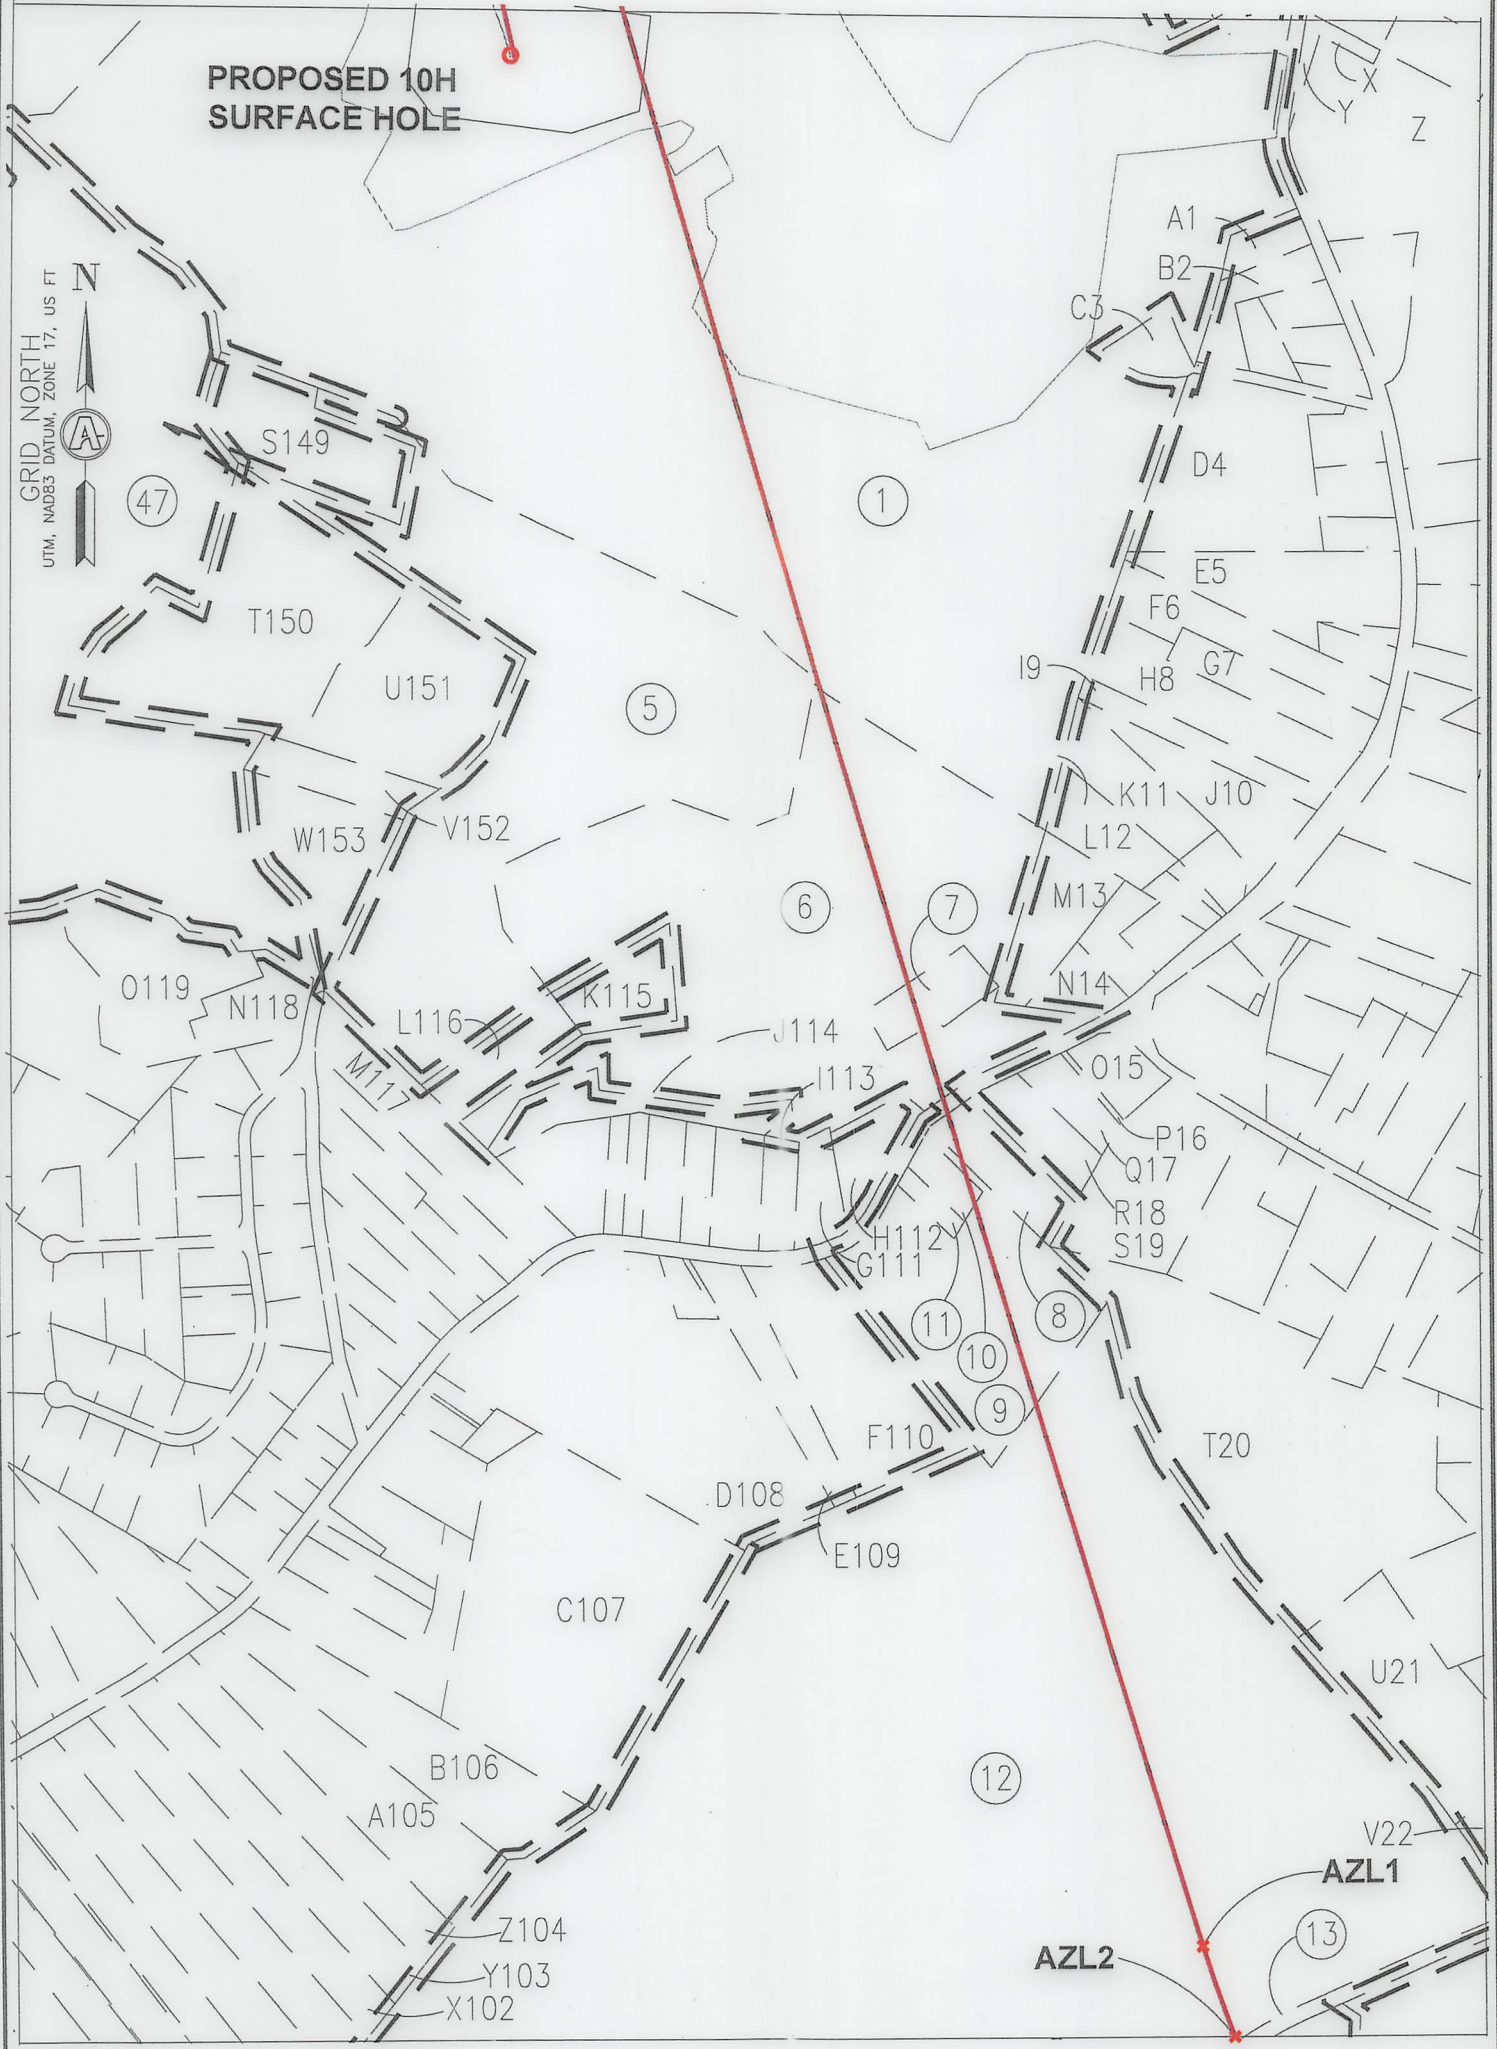 PROPOSED 10H
SURFACE HOLE
X
Y
Z
A1
B2
C3
N
GRID NORTH
UTM, NAD83 DATUM, ZONE 17, US FT
A
S149
47
1
D4
E5
F6
T150
I9
H8
G7
U151
5
K11
J10
W153
V152
L12
6
7
M13
O119
N118
K115
N14
L116
J114
M117
I113
O15
P16
Q17
R18
H112
S19
G111
11
8
10
9
F110
T20
D108
E109
C107
U21
B106
12
A105
V22
AZL1
Z104
13
AZL2
Y103
X102